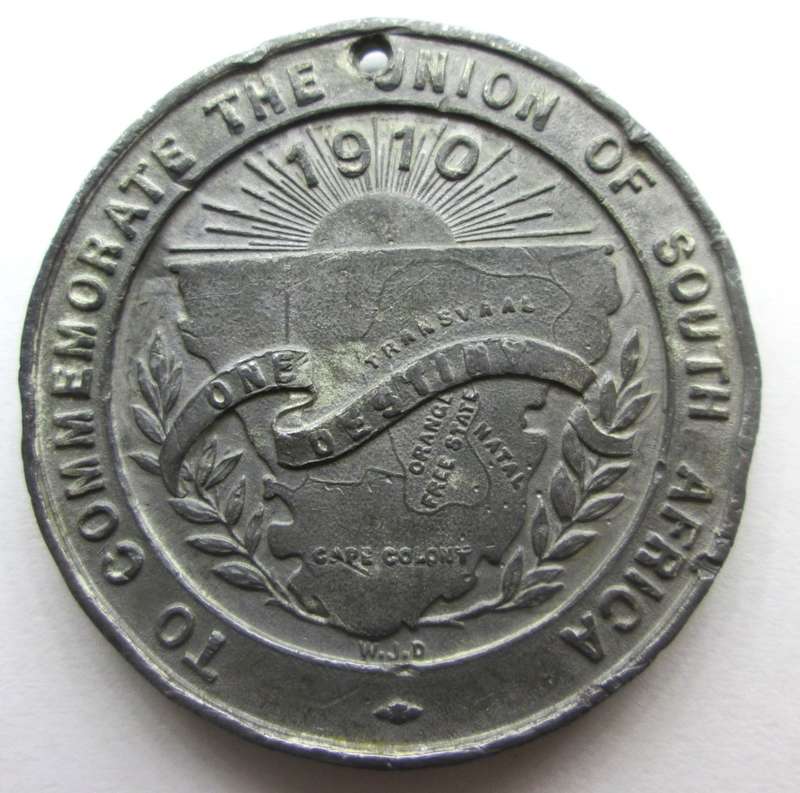 TO COMMEMORATE THE UNION OF SOUTH AFRICA
1910
TRANSVAAL
ONE DESTINY
ORANGE
FREE STATE
NATAL
CAPE COLONY
W.J.D